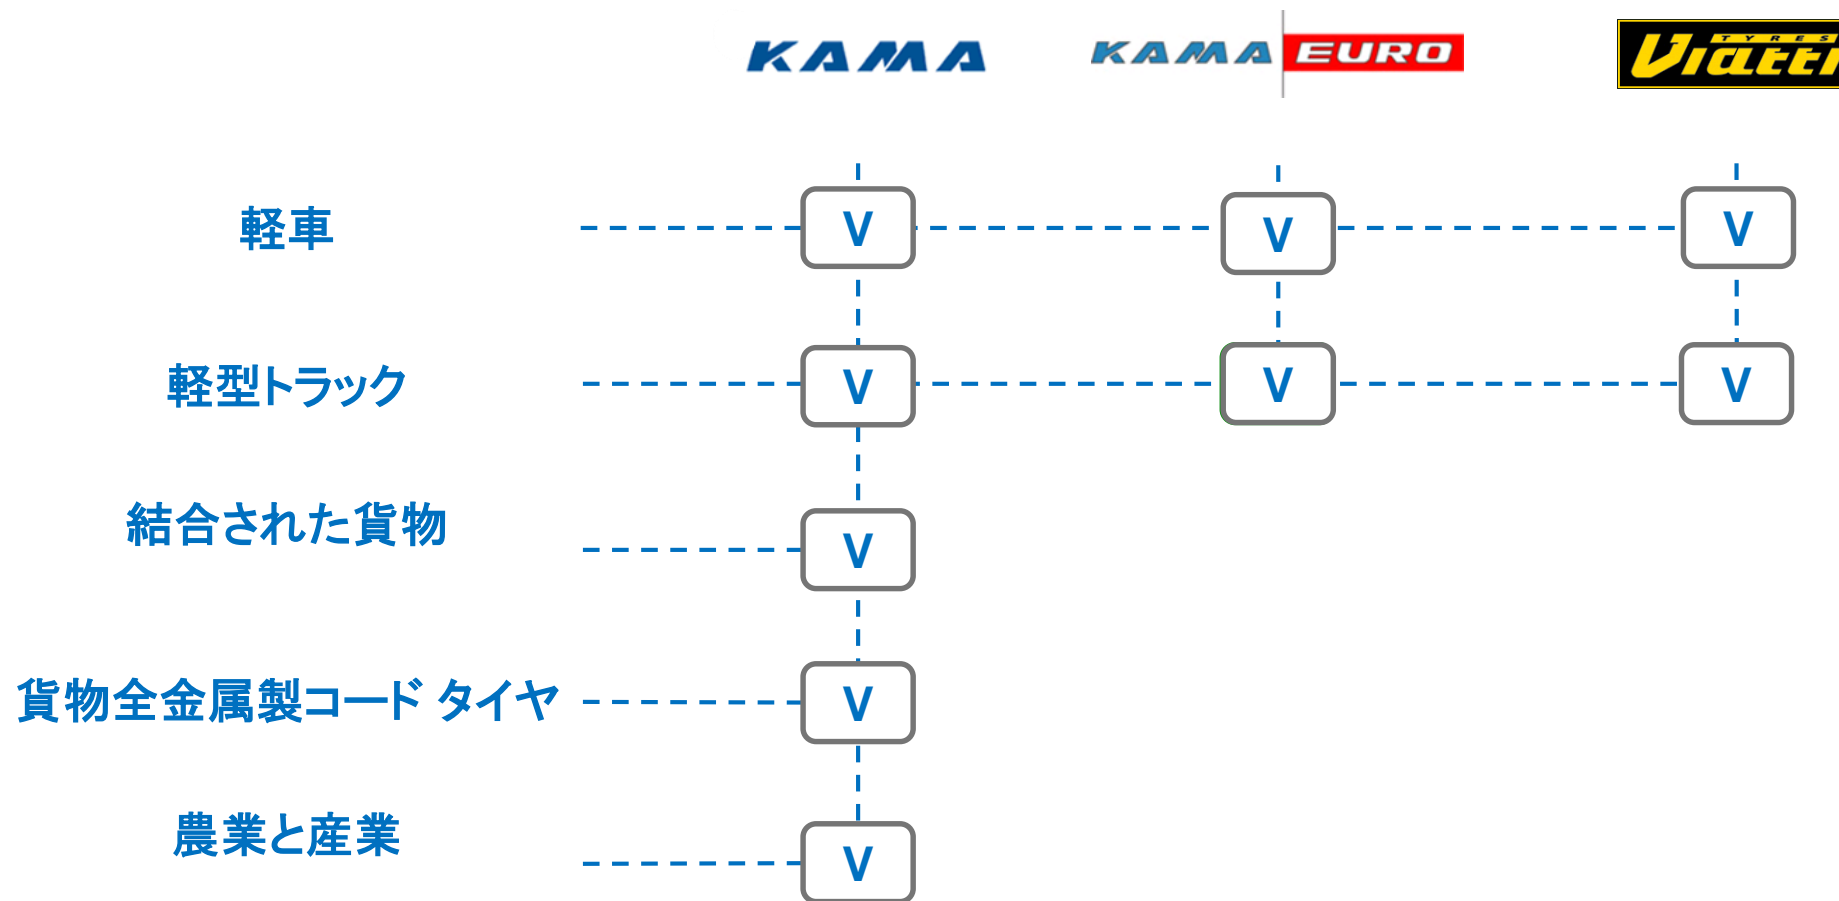 KAMA KAMA EURO TYRES Viatti
軽車 V V V
軽型トラック V V V
結合された貨物 V
貨物全金属製コード タイヤ V
農業と産業 V